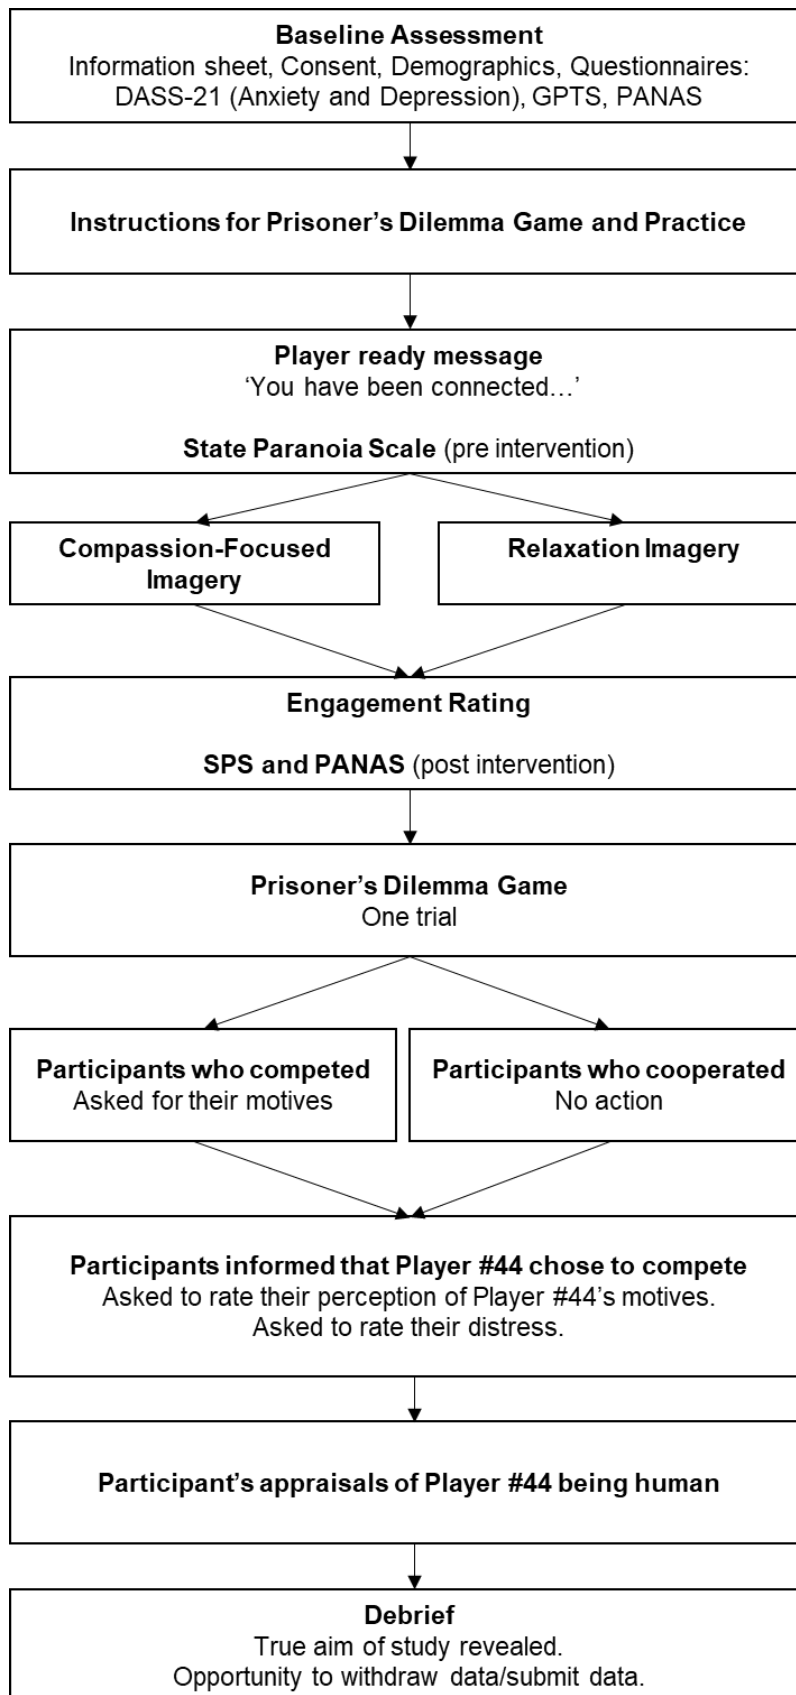 Baseline Assessment
Information sheet, Consent, Demographics, Questionnaires:
DASS-21 (Anxiety and Depression), GPTS, PANAS
Instructions for Prisoner’s Dilemma Game and Practice
Player ready message
‘You have been connected…’
State Paranoia Scale (pre intervention)
Compassion-Focused
Imagery
Relaxation Imagery
Engagement Rating
SPS and PANAS (post intervention)
Prisoner’s Dilemma Game
One trial
Participants who competed
Asked for their motives
Participants who cooperated
No action
Participants informed that Player #44 chose to compete
Asked to rate their perception of Player #44’s motives.
Asked to rate their distress.
Participant’s appraisals of Player #44 being human
Debrief
True aim of study revealed.
Opportunity to withdraw data/submit data.